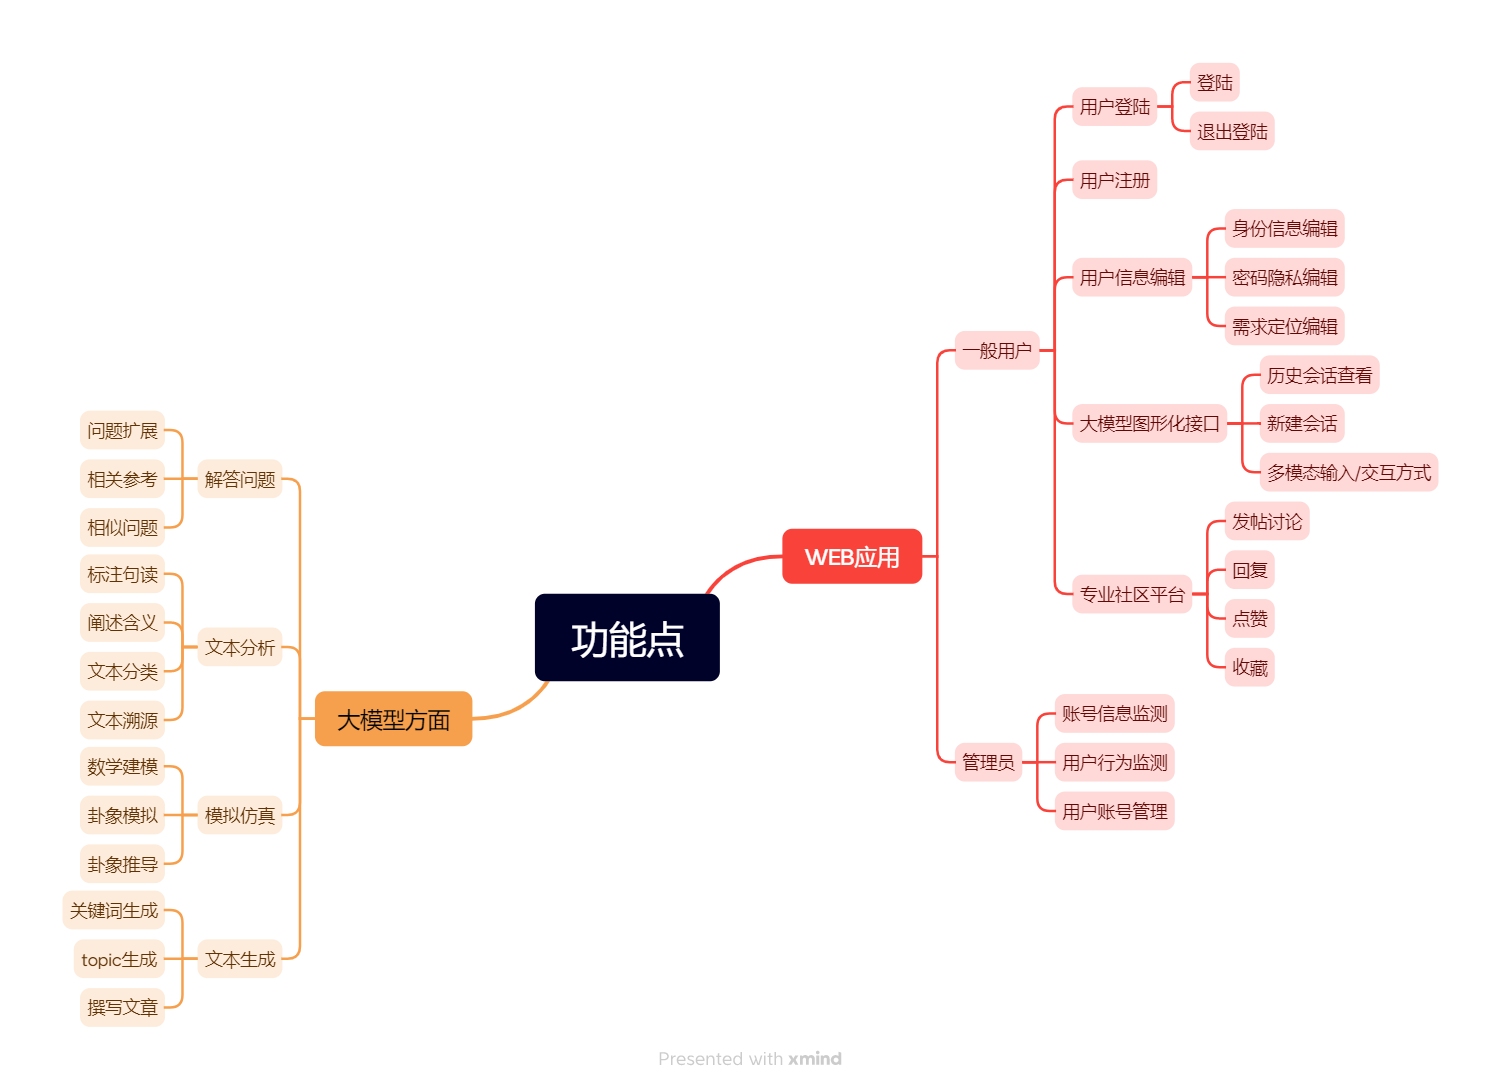 功能点
WEB应用
一般用户
用户登陆
登陆
退出登陆
用户注册
用户信息编辑
身份信息编辑
密码隐私编辑
需求定位编辑
大模型图形化接口
历史会话查看
新建会话
多模态输入/交互方式
专业社区平台
发帖讨论
回复
点赞
收藏
管理员
账号信息监测
用户行为监测
用户账号管理
大模型方面
解答问题
问题扩展
相关参考
相似问题
文本分析
标注句读
阐述含义
文本分类
文本溯源
模拟仿真
数学建模
卦象模拟
卦象推导
文本生成
关键词生成
topic生成
撰写文章
Presented with xmind